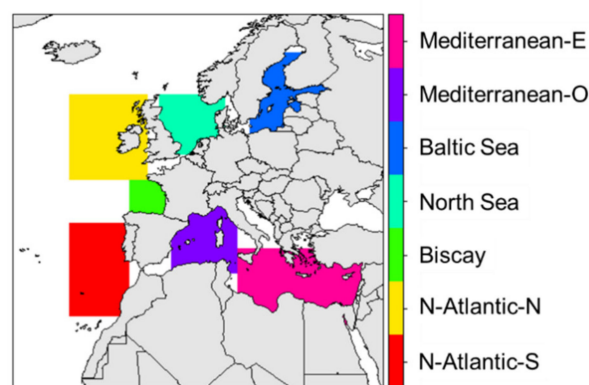 Mediterranean-E
Mediterranean-O
Baltic Sea
North Sea
Biscay
N-Atlantic-N
N-Atlantic-S